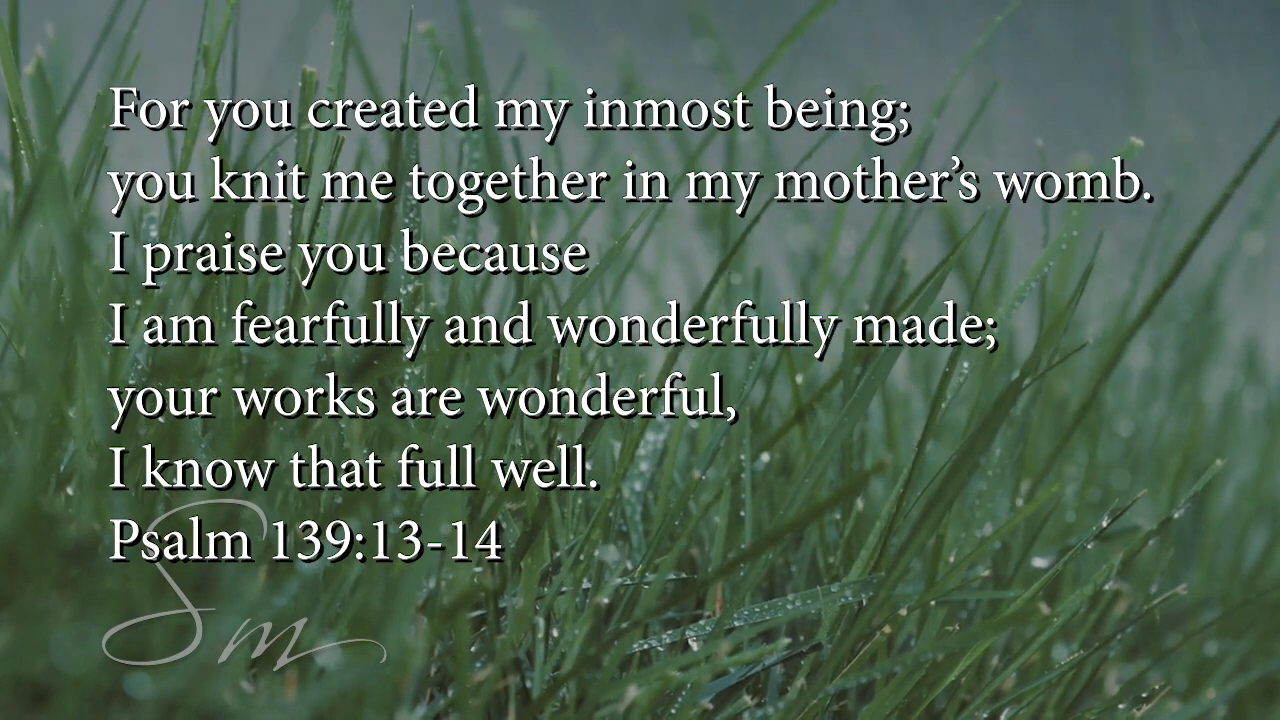 For you created my inmost being;
you knit me together in my mother’s womb.
I praise you because
I am fearfully and wonderfully made;
your works are wonderful,
I know that full well.
Psalm 139:13-14
Sm